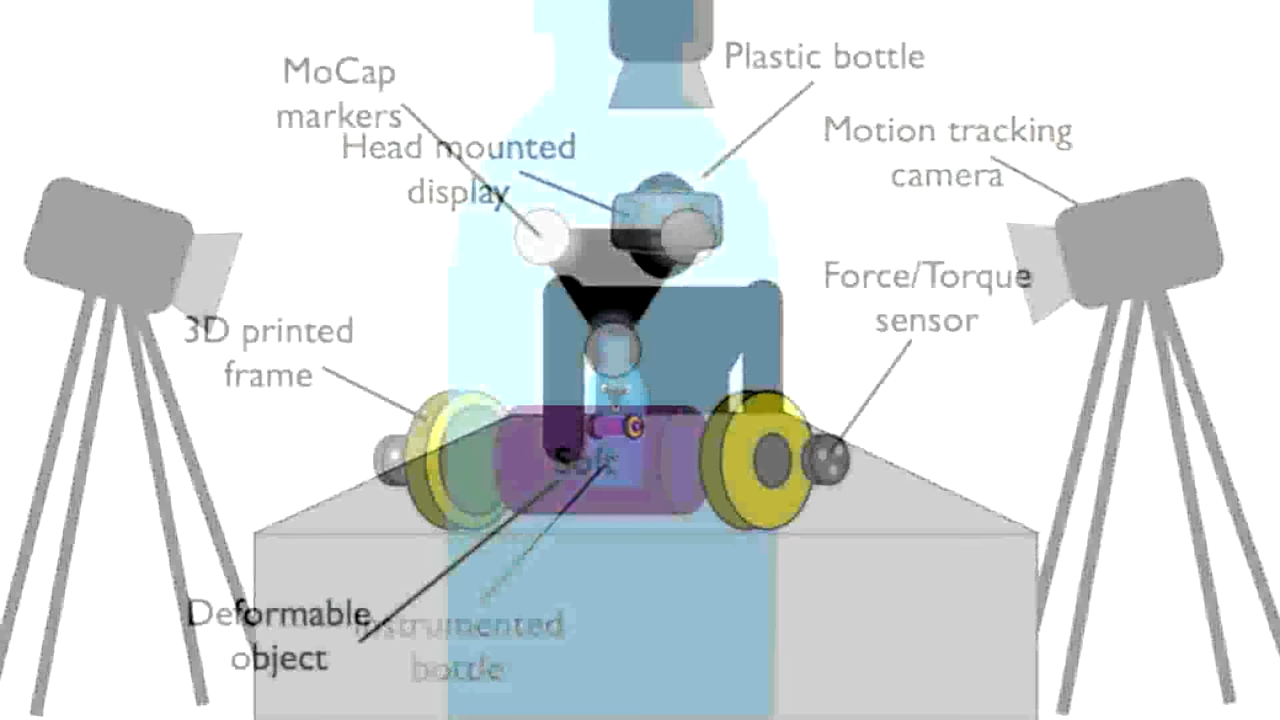 MoCap
markers
Plastic bottle
Head mounted
display
Motion tracking
camera
Force/Torque
sensor
3D printed
frame
Soft
Deformable
object
Instrumented
bottle